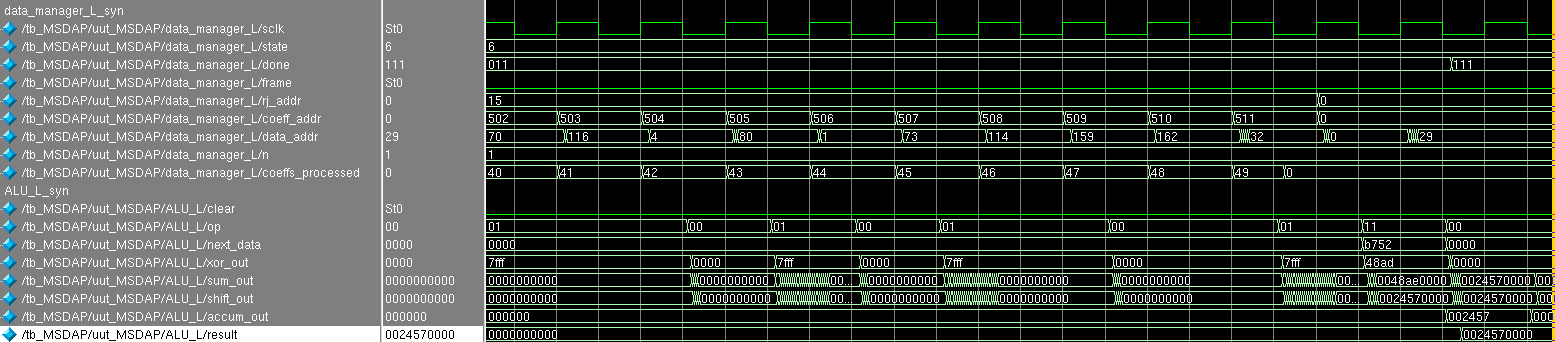 data_manager_L_syn
/tb_MSDAP/uut_MSDAP/data_manager_L/sclk St0
/tb_MSDAP/uut_MSDAP/data_manager_L/state 6 6
/tb_MSDAP/uut_MSDAP/data_manager_L/done 111 011 111
/tb_MSDAP/uut_MSDAP/data_manager_L/frame St0
/tb_MSDAP/uut_MSDAP/data_manager_L/rj_addr 0 15 0
/tb_MSDAP/uut_MSDAP/data_manager_L/coeff_addr 0 502 503 504 505 506 507 508 509 510 511 0
/tb_MSDAP/uut_MSDAP/data_manager_L/data_addr 29 70 116 4 80 1 73 114 159 162 32 0 29
/tb_MSDAP/uut_MSDAP/data_manager_L/n 1 1
/tb_MSDAP/uut_MSDAP/data_manager_L/coeffs_processed 0 40 41 42 43 44 45 46 47 48 49 0
ALU_L_syn
/tb_MSDAP/uut_MSDAP/ALU_L/clear St0
/tb_MSDAP/uut_MSDAP/ALU_L/op 00 01 00 01 00 01 00 01 11 00
/tb_MSDAP/uut_MSDAP/ALU_L/next_data 0000 0000 b752 0000
/tb_MSDAP/uut_MSDAP/ALU_L/xor_out 0000 7fff 0000 7fff 0000 7fff 0000 7fff 48ad 0000
/tb_MSDAP/uut_MSDAP/ALU_L/sum_out 0000000000 0000000000 0000000000 00... 0000000000 0000000000 0000000000 00... 0048ae0000 0024570000 00...
/tb_MSDAP/uut_MSDAP/ALU_L/shift_out 0000000000 0000000000 0000000000 00... 0000000000 0000000000 0000000000 00... 0024570000 0024570000 00...
/tb_MSDAP/uut_MSDAP/ALU_L/accum_out 000000 000000 002457 000
/tb_MSDAP/uut_MSDAP/ALU_L/result 0024570000 0000000000 0024570000